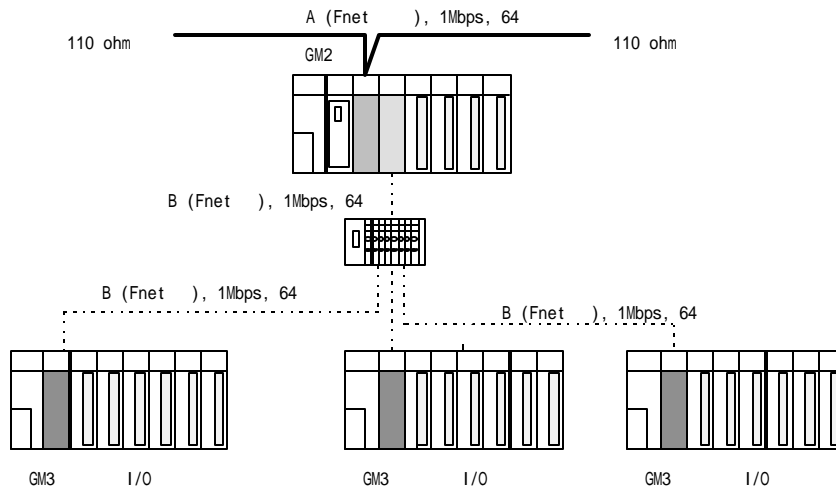 A (Fnet ), 1Mbps, 64
110 ohm
110 ohm
GM2
B (Fnet ), 1Mbps, 64
B (Fnet ), 1Mbps, 64
B (Fnet ), 1Mbps, 64
GM3 I/O
GM3 I/O
GM3 I/O